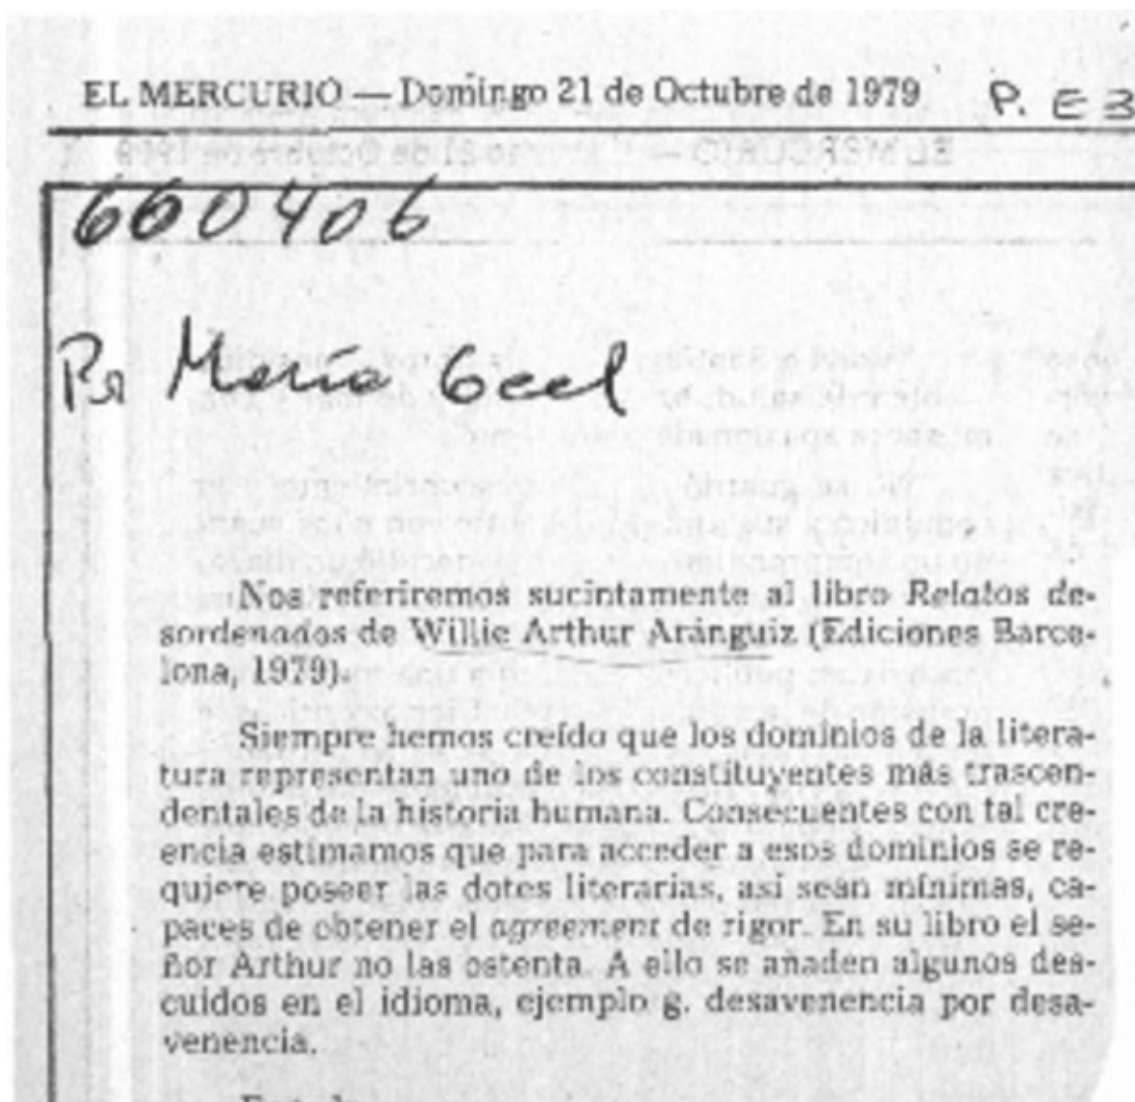 EL MERCURIO — Domingo 21 de Octubre de 1979 P. E 3
660406
Por María Geel
Nos referiremos sucintamente al libro Relatos de-
sordenados de Willie Arthur Aránguiz (Ediciones Barce-
lona, 1979).
Siempre hemos creído que los dominios de la litera-
tura representan uno de los constituyentes más trascen-
dentales de la historia humana. Consecuentes con tal cre-
encia estimamos que para acceder a esos dominios se re-
quiere poseer las dotes literarias, así sean mínimas, ca-
paces de obtener el agreement de rigor. En su libro el se-
ñor Arthur no las ostenta. A ello se añaden algunos des-
cuidos en el idioma, ejemplo g. desavenencia por desa-
venencia.